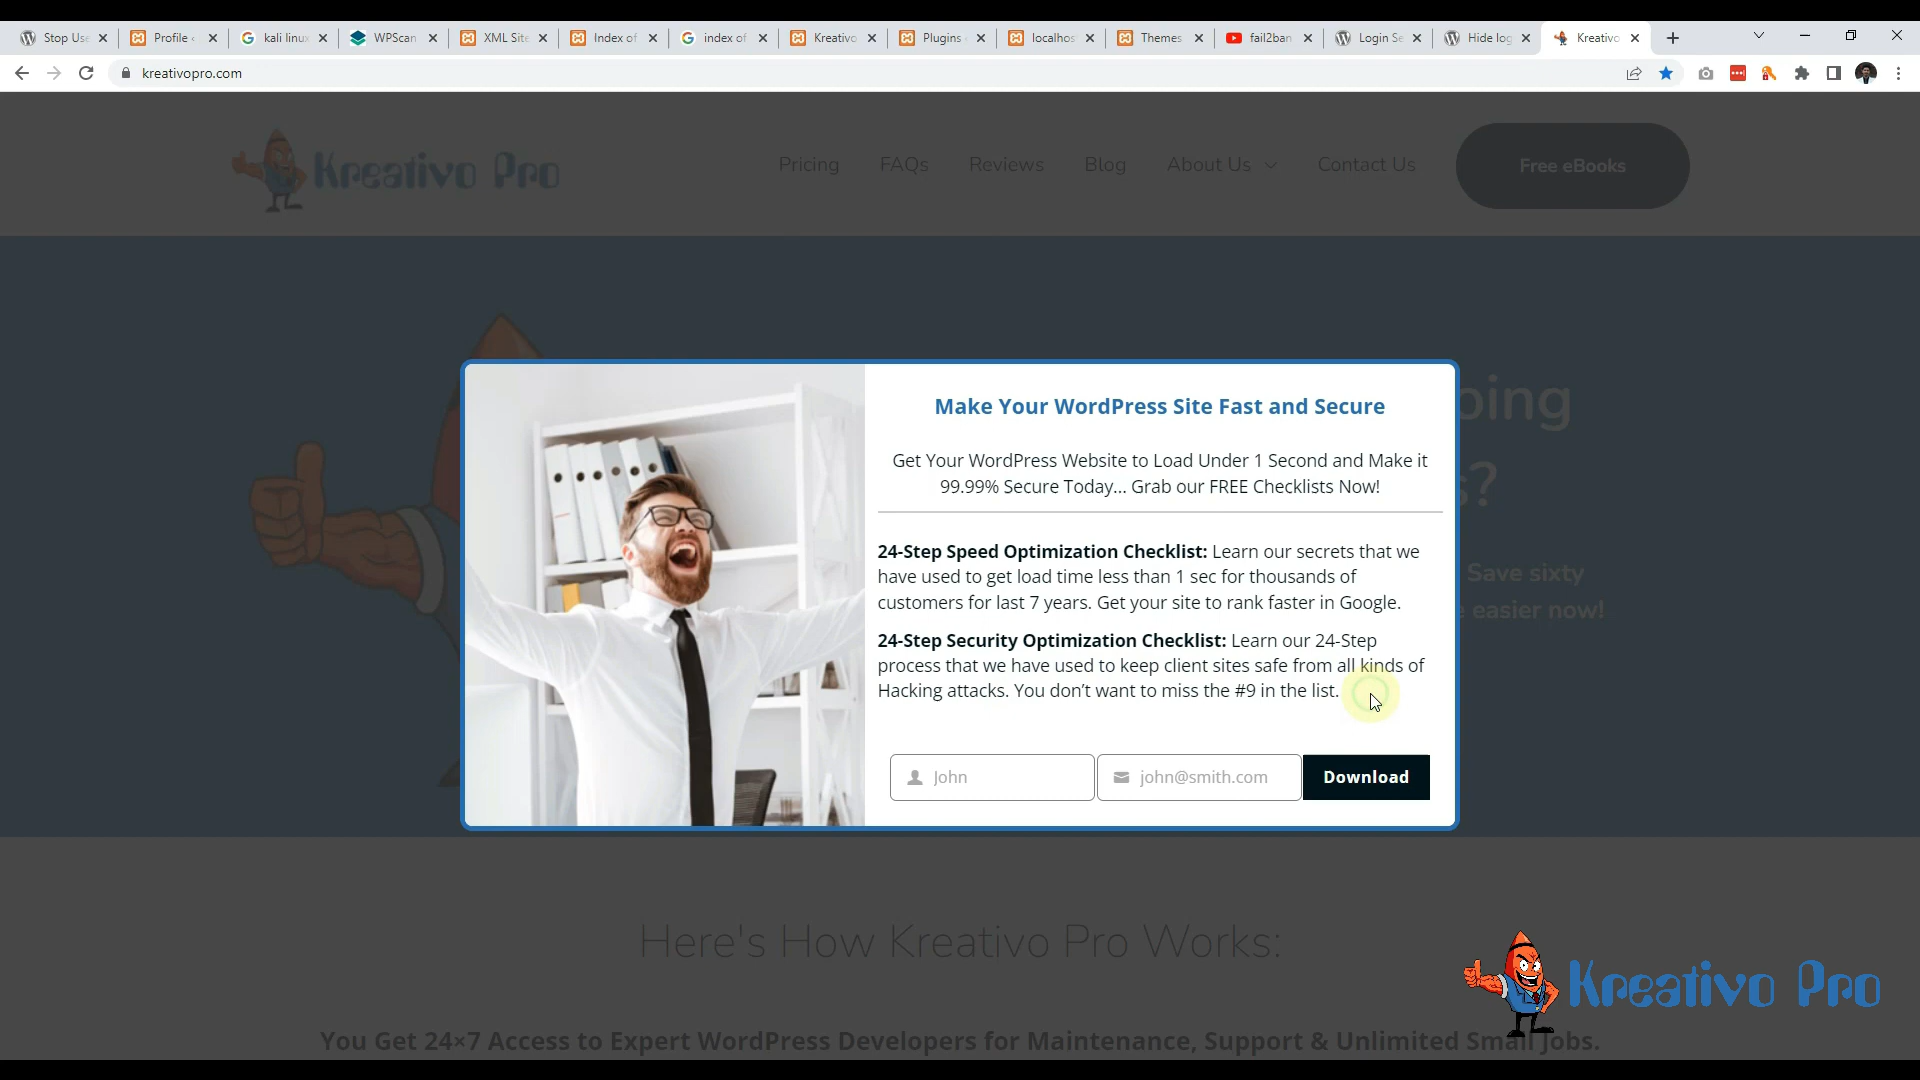 Stop Use
Profile
kali linu
WPScan
XML Site
Index of
index of
Kreativo
Plugins
localhos
Themes
fail2ban
Login Se
Hide log
Kreativo
kreativopro.com
Kreativo Pro
Pricing
FAQs
Reviews
Blog
About Us
Contact Us
Free eBooks
oing
s?
Save sixty
e easier now!
Make Your WordPress Site Fast and Secure
Get Your WordPress Website to Load Under 1 Second and Make it
99.99% Secure Today... Grab our FREE Checklists Now!
24-Step Speed Optimization Checklist: Learn our secrets that we
have used to get load time less than 1 sec for thousands of
customers for last 7 years. Get your site to rank faster in Google.
24-Step Security Optimization Checklist: Learn our 24-Step
process that we have used to keep client sites safe from all kinds of
Hacking attacks. You don’t want to miss the #9 in the list.
John
john@smith.com
Download
Here's How Kreativo Pro Works:
Kreativo Pro
You Get 24×7 Access to Expert WordPress Developers for Maintenance, Support & Unlimited Small Jobs.